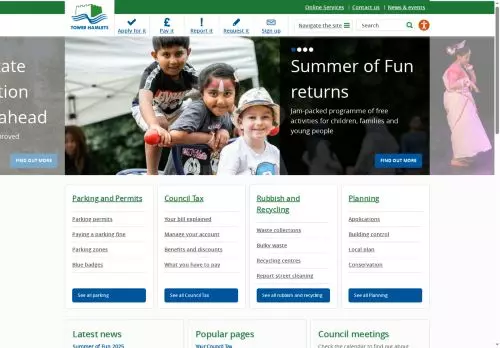 Online Services | Contact us | News & events
TOWER HAMLETS
Apply for it
Pay it
Report it
Request it
Sign up
Navigate the site
Search
tate
tion
ahead
proved
FIND OUT MORE
Summer of Fun
returns
Jam-packed programme of free
activities for children, families and
young people
FIND OUT MORE
Parking and Permits
Parking permits
Paying a parking fine
Parking zones
Blue badges
See all parking
Council Tax
Your bill explained
Manage your account
Benefits and discounts
What you have to pay
See all Council Tax
Rubbish and
Recycling
Waste collections
Bulky waste
Recycling centres
Report street cleaning
See all rubbish and recycling
Planning
Applications
Building control
Local plan
Conservation
See all Planning
Latest news
Summer of Fun 2025
Popular pages
Your Council Tax
Council meetings
Check the calendar to find out about